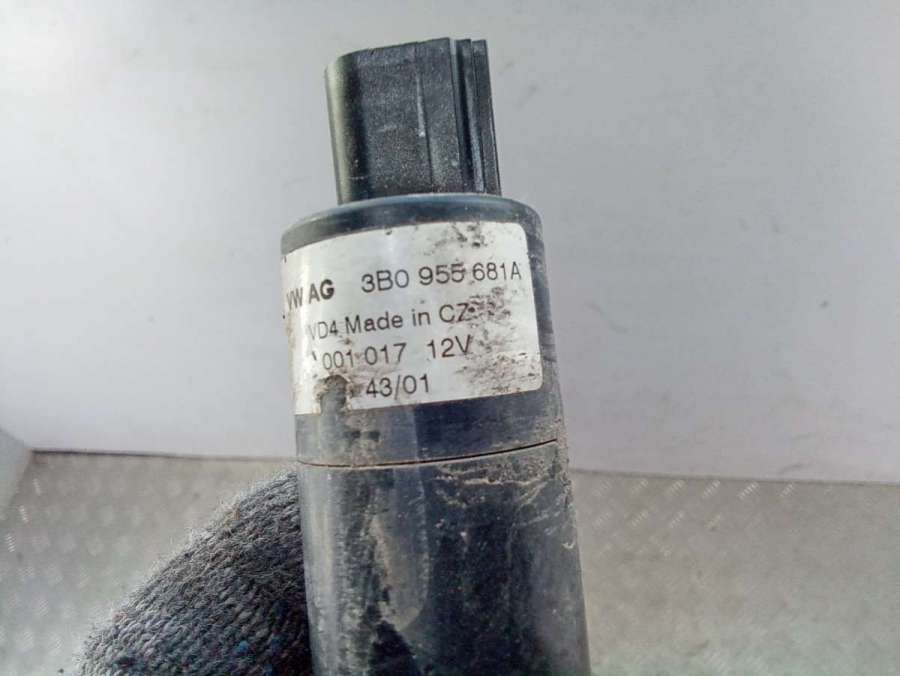 VW AG 3B0 955 681A
VD4 Made in CZ
001 017 12V
43/01